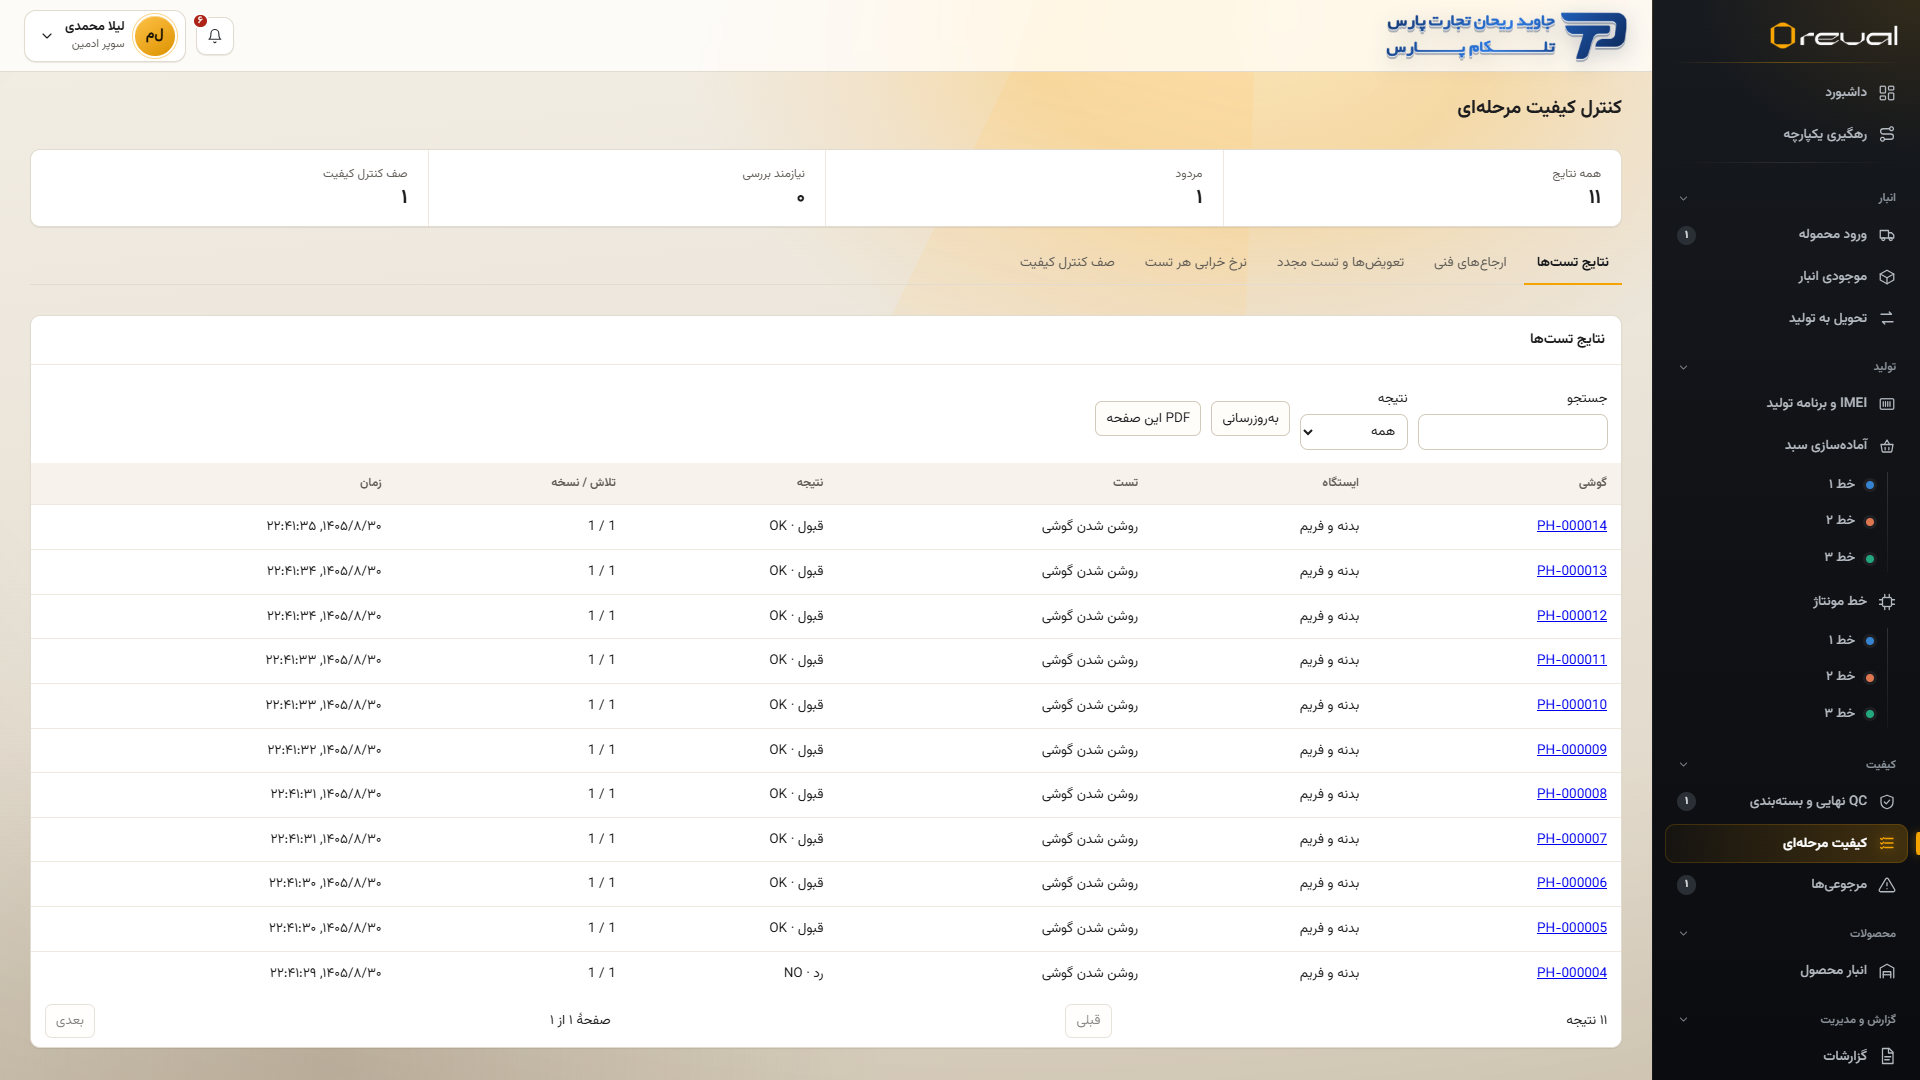 oreval
داشبورد
رهگیری یکپارچه
انبار
ورود محموله ۱
موجودی انبار
تحویل به تولید
تولید
IMEI و برنامه تولید
آماده‌سازی سبد
خط ۱
خط ۲
خط ۳
خط مونتاژ
خط ۱
خط ۲
خط ۳
کیفیت
QC نهایی و بسته‌بندی ۱
کیفیت مرحله‌ای
مرجوعی‌ها ۱
محصولات
انبار محصول
گزارش و مدیریت
گزارشات
جاوید ریحان تجارت پارس
تلکام پارس
۶
ل‌م
لیلا محمدی
سوپر ادمین
کنترل کیفیت مرحله‌ای
همه نتایج
۱۱
مردود
۱
نیازمند بررسی
۰
صف کنترل کیفیت
۱
نتایج تست‌ها ارجاع‌های فنی تعویض‌ها و تست مجدد نرخ خرابی هر تست صف کنترل کیفیت
نتایج تست‌ها
جستجو
نتیجه
همه
به‌روزرسانی
PDF این صفحه
گوشی ایستگاه تست نتیجه تلاش / نسخه زمان
PH-000014 بدنه و فریم روشن شدن گوشی قبول · OK 1 / 1 ۱۴۰۵/۸/۳۰, ۲۲:۴۱:۳۵
PH-000013 بدنه و فریم روشن شدن گوشی قبول · OK 1 / 1 ۱۴۰۵/۸/۳۰, ۲۲:۴۱:۳۴
PH-000012 بدنه و فریم روشن شدن گوشی قبول · OK 1 / 1 ۱۴۰۵/۸/۳۰, ۲۲:۴۱:۳۴
PH-000011 بدنه و فریم روشن شدن گوشی قبول · OK 1 / 1 ۱۴۰۵/۸/۳۰, ۲۲:۴۱:۳۳
PH-000010 بدنه و فریم روشن شدن گوشی قبول · OK 1 / 1 ۱۴۰۵/۸/۳۰, ۲۲:۴۱:۳۳
PH-000009 بدنه و فریم روشن شدن گوشی قبول · OK 1 / 1 ۱۴۰۵/۸/۳۰, ۲۲:۴۱:۳۲
PH-000008 بدنه و فریم روشن شدن گوشی قبول · OK 1 / 1 ۱۴۰۵/۸/۳۰, ۲۲:۴۱:۳۱
PH-000007 بدنه و فریم روشن شدن گوشی قبول · OK 1 / 1 ۱۴۰۵/۸/۳۰, ۲۲:۴۱:۳۱
PH-000006 بدنه و فریم روشن شدن گوشی قبول · OK 1 / 1 ۱۴۰۵/۸/۳۰, ۲۲:۴۱:۳۰
PH-000005 بدنه و فریم روشن شدن گوشی قبول · OK 1 / 1 ۱۴۰۵/۸/۳۰, ۲۲:۴۱:۳۰
PH-000004 بدنه و فریم روشن شدن گوشی رد · NO 1 / 1 ۱۴۰۵/۸/۳۰, ۲۲:۴۱:۲۹
۱۱ نتیجه قبلی صفحهٔ ۱ از ۱ بعدی